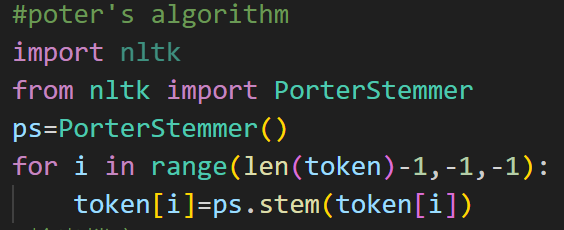 #poter's algorithm
import nltk
from nltk import PorterStemmer
ps=PorterStemmer()
for i in range(len(token)-1,-1,-1):
    token[i]=ps.stem(token[i])